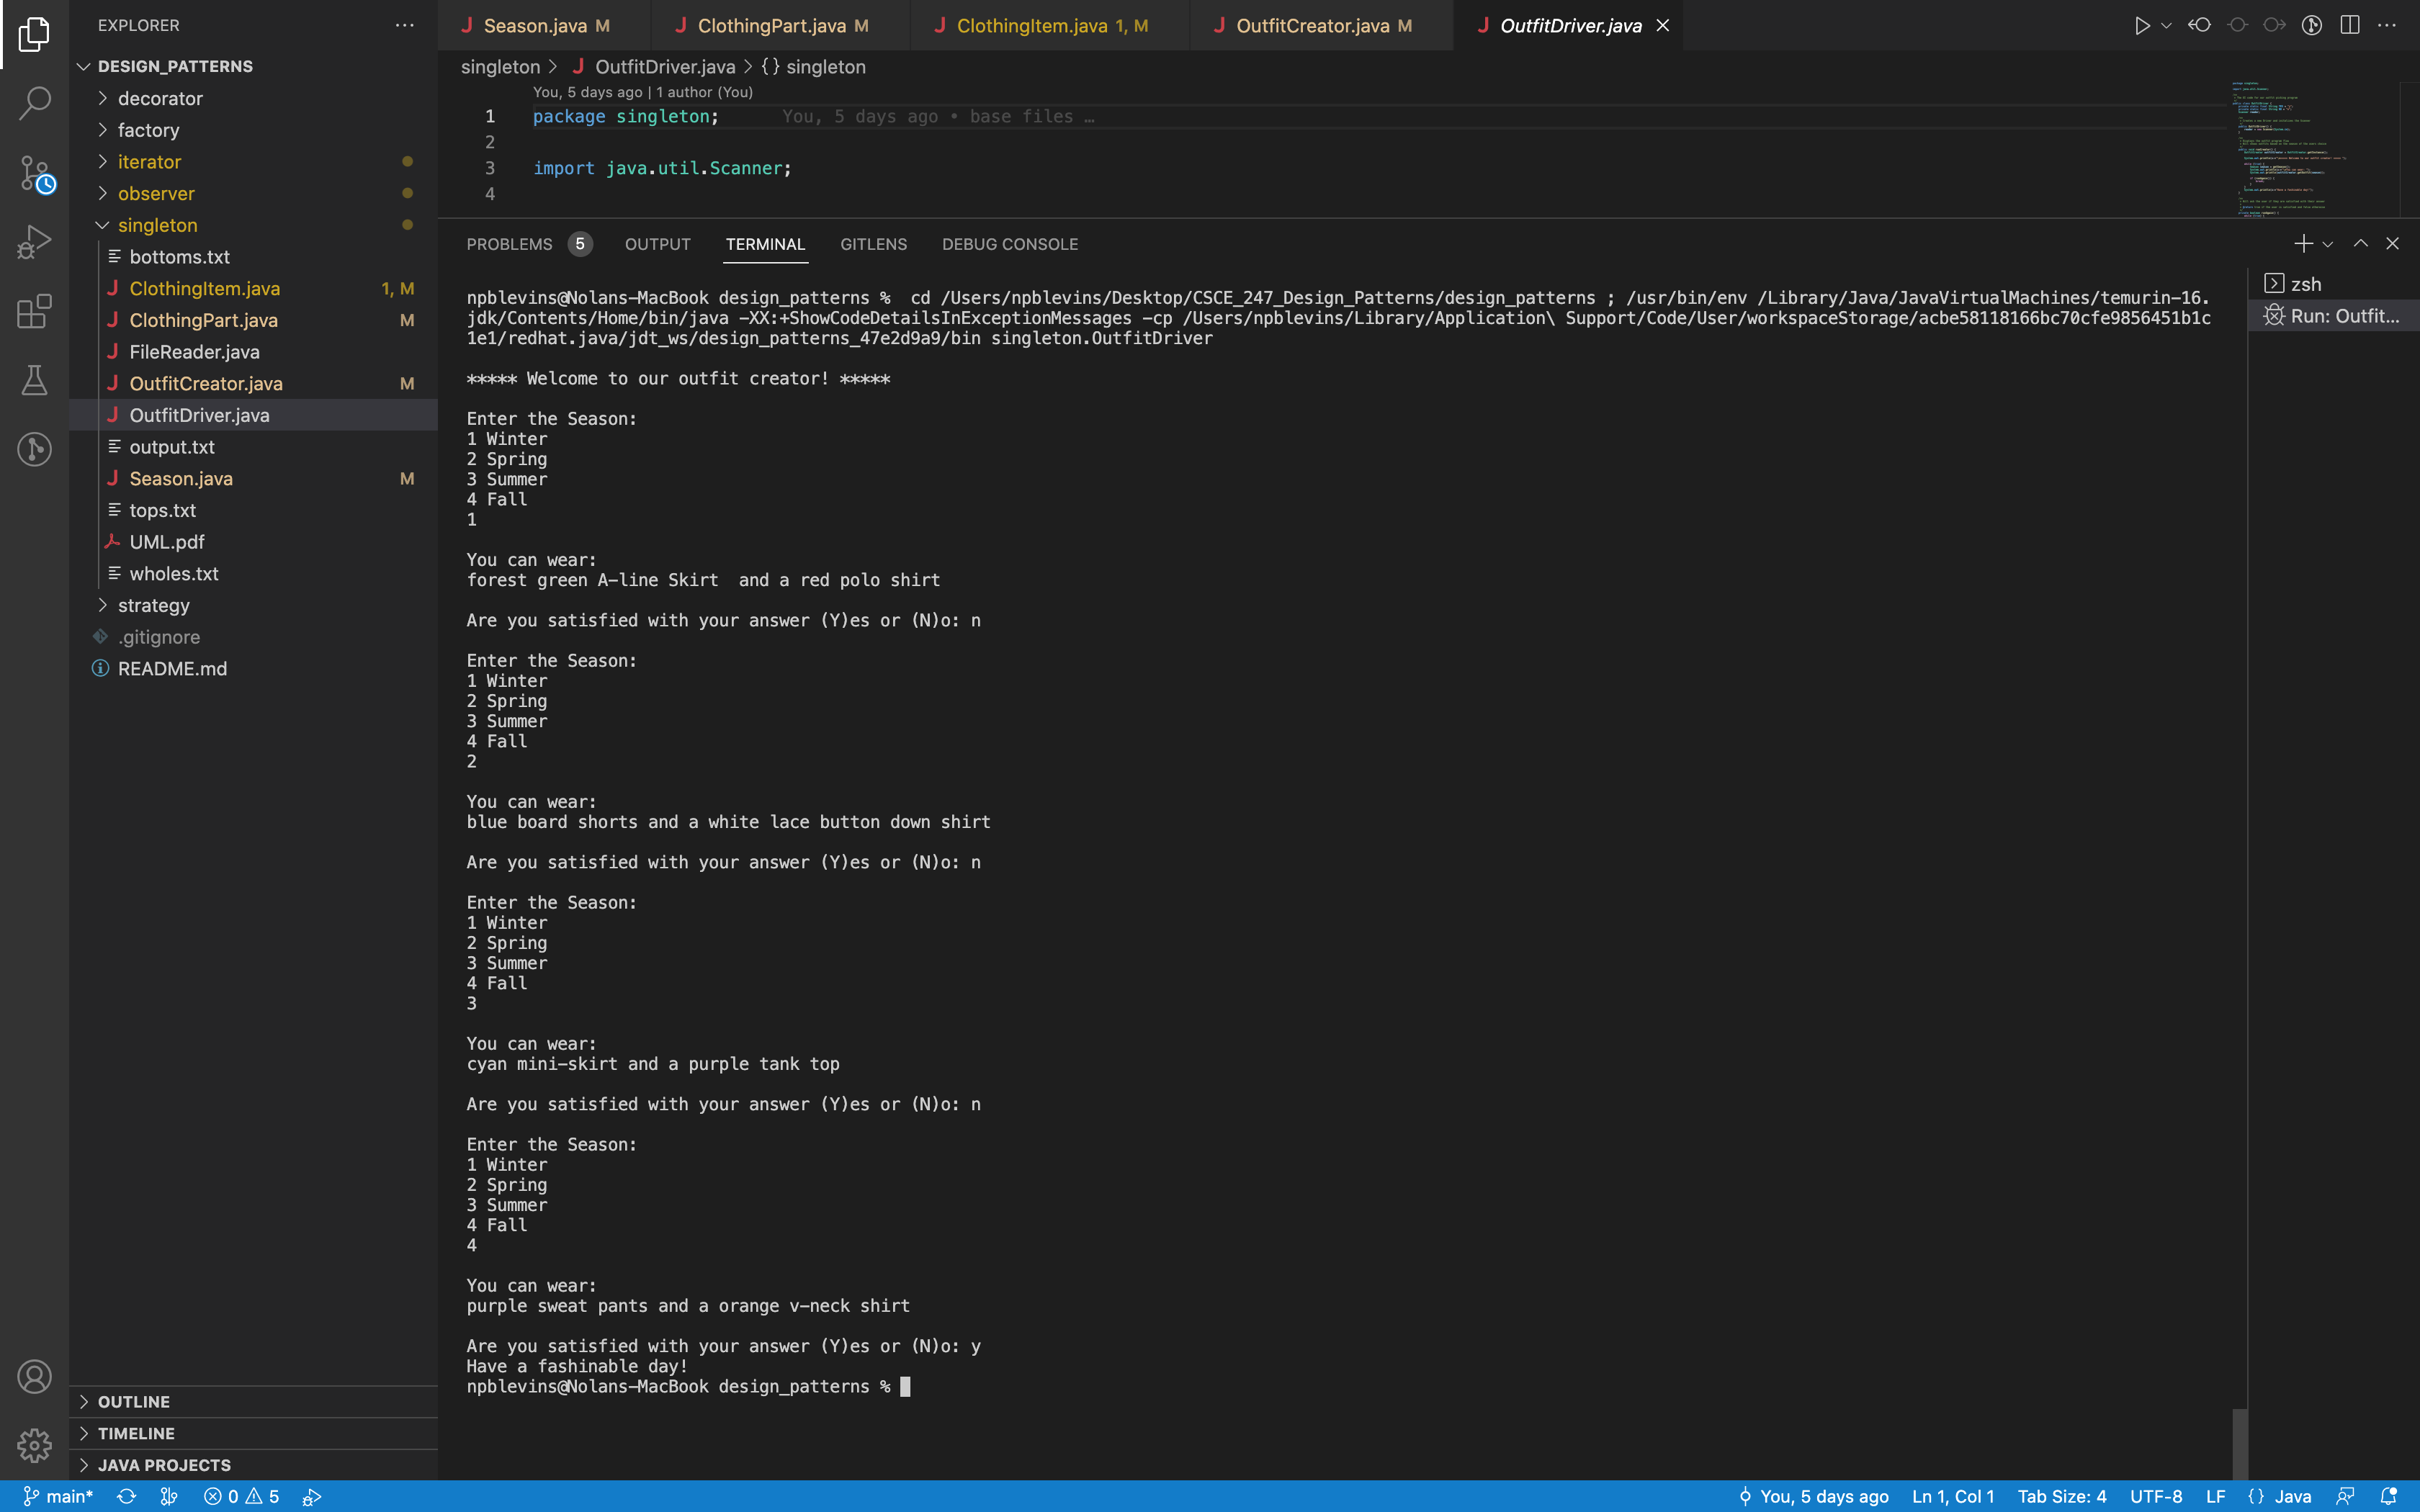 EXPLORER
DESIGN_PATTERNS
decorator
factory
iterator
observer
singleton
bottoms.txt
ClothingItem.java 1, M
ClothingPart.java M
FileReader.java
OutfitCreator.java M
OutfitDriver.java
output.txt
Season.java M
tops.txt
UML.pdf
wholes.txt
strategy
.gitignore
README.md
OUTLINE
TIMELINE
JAVA PROJECTS
Season.java M ClothingPart.java M ClothingItem.java 1, M OutfitCreator.java M OutfitDriver.java
singleton > OutfitDriver.java > {} singleton
You, 5 days ago | 1 author (You)
1 package singleton; You, 5 days ago • base files …
2
3 import java.util.Scanner;
4
PROBLEMS 5 OUTPUT TERMINAL GITLENS DEBUG CONSOLE
npblevins@Nolans-MacBook design_patterns %  cd /Users/npblevins/Desktop/CSCE_247_Design_Patterns/design_patterns ; /usr/bin/env /Library/Java/JavaVirtualMachines/temurin-16.
jdk/Contents/Home/bin/java -XX:+ShowCodeDetailsInExceptionMessages -cp /Users/npblevins/Library/Application\ Support/Code/User/workspaceStorage/acbe58118166bc70cfe9856451b1c
1e1/redhat.java/jdt_ws/design_patterns_47e2d9a9/bin singleton.OutfitDriver
***** Welcome to our outfit creator! *****
Enter the Season:
1 Winter
2 Spring
3 Summer
4 Fall
1
You can wear:
forest green A-line Skirt  and a red polo shirt
Are you satisfied with your answer (Y)es or (N)o: n
Enter the Season:
1 Winter
2 Spring
3 Summer
4 Fall
2
You can wear:
blue board shorts and a white lace button down shirt
Are you satisfied with your answer (Y)es or (N)o: n
Enter the Season:
1 Winter
2 Spring
3 Summer
4 Fall
3
You can wear:
cyan mini-skirt and a purple tank top
Are you satisfied with your answer (Y)es or (N)o: n
Enter the Season:
1 Winter
2 Spring
3 Summer
4 Fall
4
You can wear:
purple sweat pants and a orange v-neck shirt
Are you satisfied with your answer (Y)es or (N)o: y
Have a fashinable day!
npblevins@Nolans-MacBook design_patterns %
zsh
Run: Outfit...
main* 0 5 You, 5 days ago Ln 1, Col 1 Tab Size: 4 UTF-8 LF {} Java